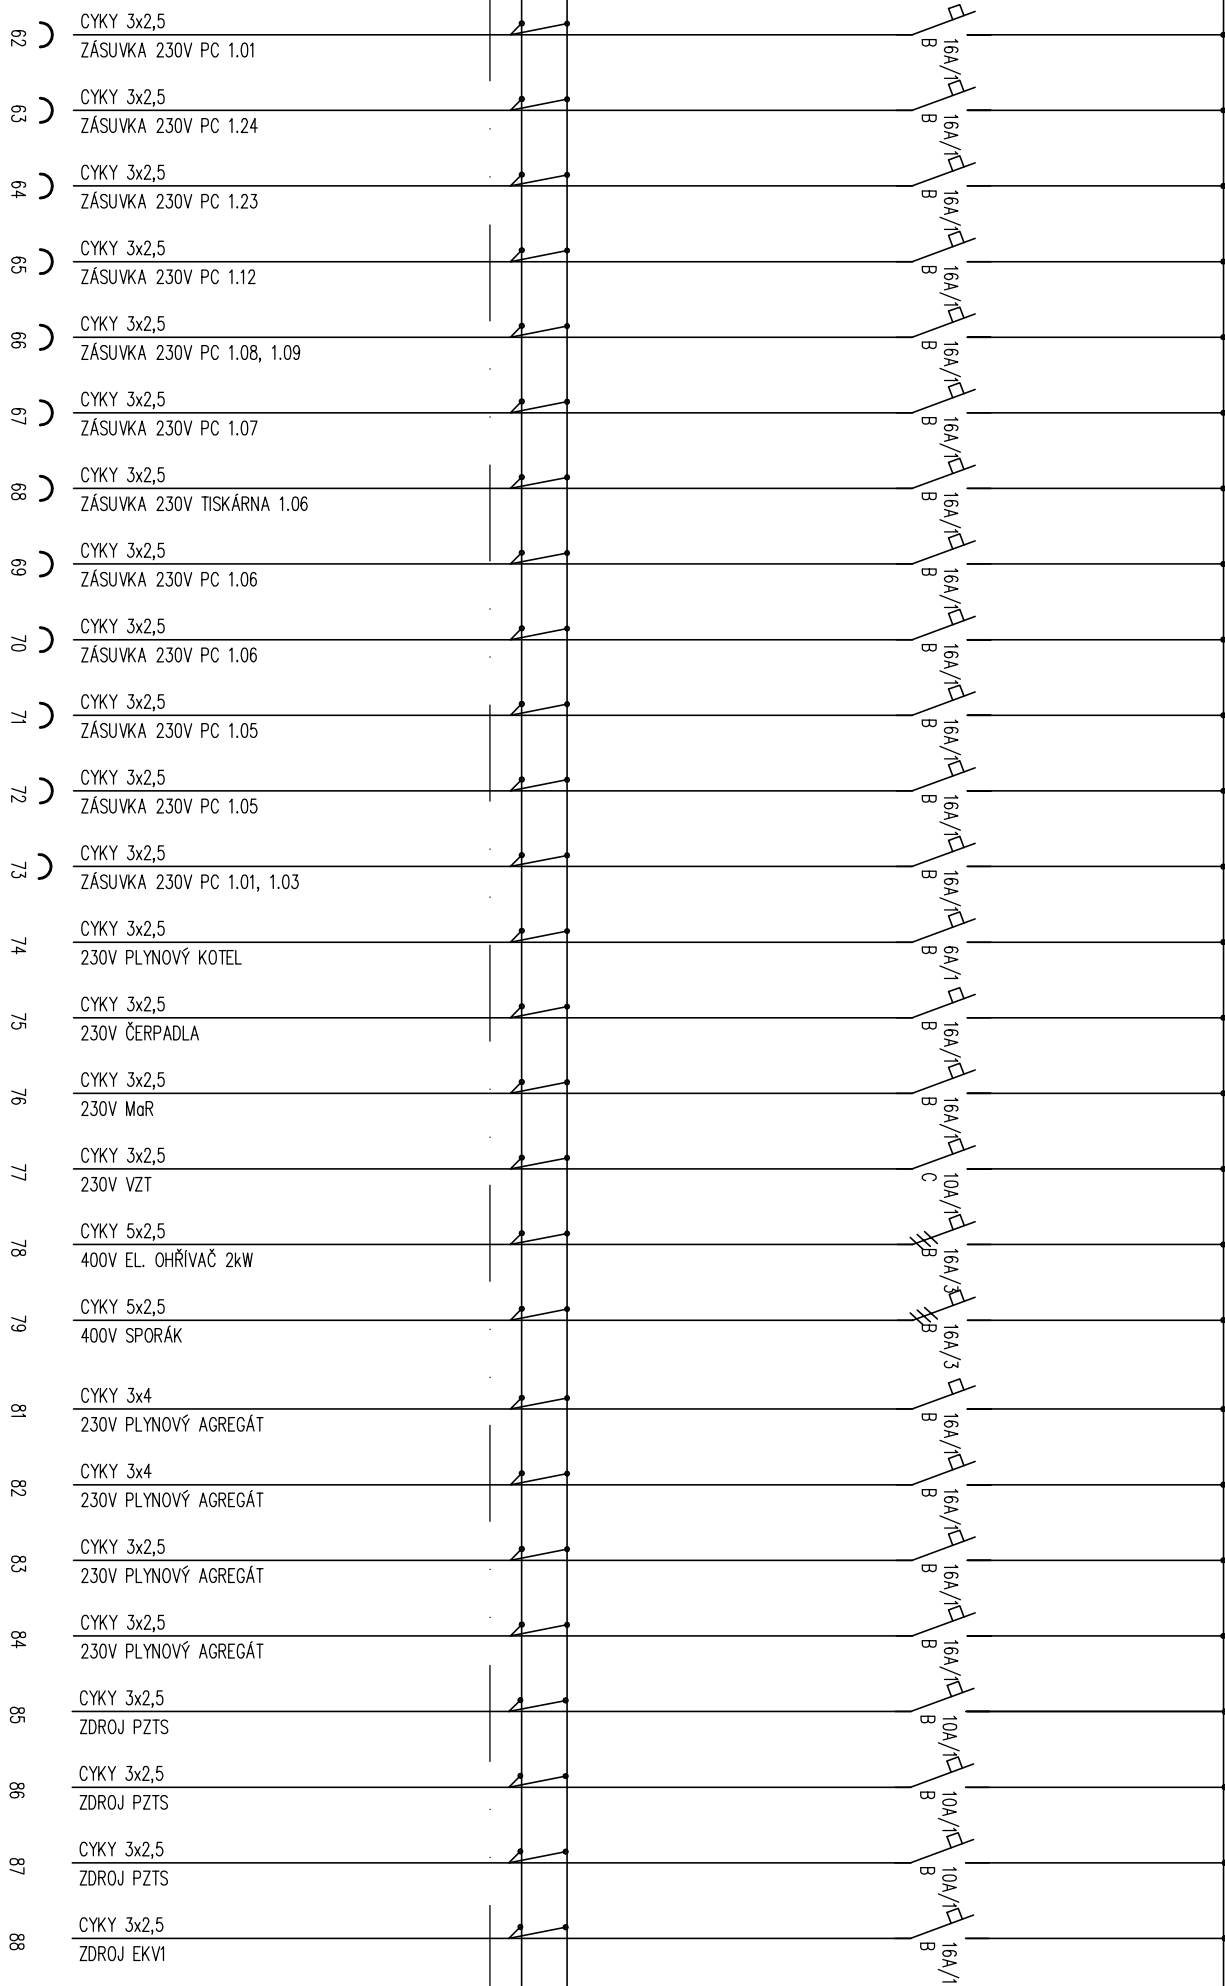 62
CYKY 3x2,5
ZÁSUVKA 230V PC 1.01
B
16A/1
63
CYKY 3x2,5
ZÁSUVKA 230V PC 1.24
B
16A/1
64
CYKY 3x2,5
ZÁSUVKA 230V PC 1.23
B
16A/1
65
CYKY 3x2,5
ZÁSUVKA 230V PC 1.12
B
16A/1
66
CYKY 3x2,5
ZÁSUVKA 230V PC 1.08, 1.09
B
16A/1
67
CYKY 3x2,5
ZÁSUVKA 230V PC 1.07
B
16A/1
68
CYKY 3x2,5
ZÁSUVKA 230V TISKÁRNA 1.06
B
16A/1
69
CYKY 3x2,5
ZÁSUVKA 230V PC 1.06
B
16A/1
70
CYKY 3x2,5
ZÁSUVKA 230V PC 1.06
B
16A/1
71
CYKY 3x2,5
ZÁSUVKA 230V PC 1.05
B
16A/1
72
CYKY 3x2,5
ZÁSUVKA 230V PC 1.05
B
16A/1
73
CYKY 3x2,5
ZÁSUVKA 230V PC 1.01, 1.03
B
16A/1
74
CYKY 3x2,5
230V PLYNOVÝ KOTEL
B
6A/1
75
CYKY 3x2,5
230V ČERPADLA
B
16A/1
76
CYKY 3x2,5
230V MaR
B
16A/1
77
CYKY 3x2,5
230V VZT
C
10A/1
78
CYKY 5x2,5
400V EL. OHŘÍVAČ 2kW
B
16A/3
79
CYKY 5x2,5
400V SPORÁK
B
16A/3
81
CYKY 3x4
230V PLYNOVÝ AGREGÁT
B
16A/1
82
CYKY 3x4
230V PLYNOVÝ AGREGÁT
B
16A/1
83
CYKY 3x2,5
230V PLYNOVÝ AGREGÁT
B
16A/1
84
CYKY 3x2,5
230V PLYNOVÝ AGREGÁT
B
16A/1
85
CYKY 3x2,5
ZDROJ PZTS
B
10A/1
86
CYKY 3x2,5
ZDROJ PZTS
B
10A/1
87
CYKY 3x2,5
ZDROJ PZTS
B
10A/1
88
CYKY 3x2,5
ZDROJ EKV1
B
16A/1